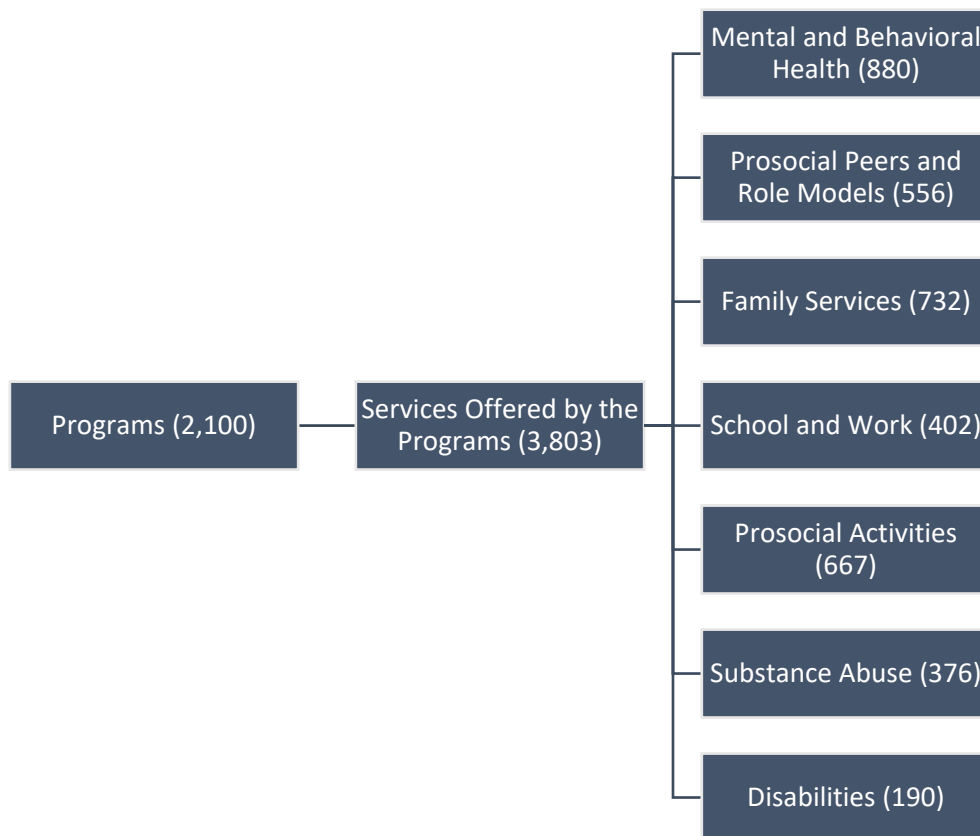 Mental and Behavioral
Health (880)
Prosocial Peers and
Role Models (556)
Family Services (732)
Programs (2,100)
Services Offered by the
Programs (3,803)
School and Work (402)
Prosocial Activities
(667)
Substance Abuse (376)
Disabilities (190)